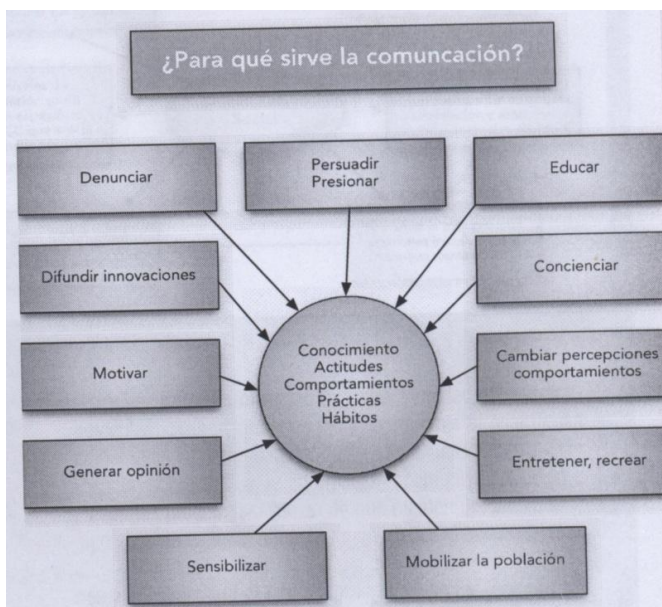 ¿Para qué sirve la comuncación?
Denunciar
Persuadir
Presionar
Educar
Difundir innovaciones
Concienciar
Motivar
Conocimiento
Actitudes
Comportamientos
Prácticas
Hábitos
Cambiar percepciones
comportamientos
Generar opinión
Entretener, recrear
Sensibilizar
Mobilizar la población